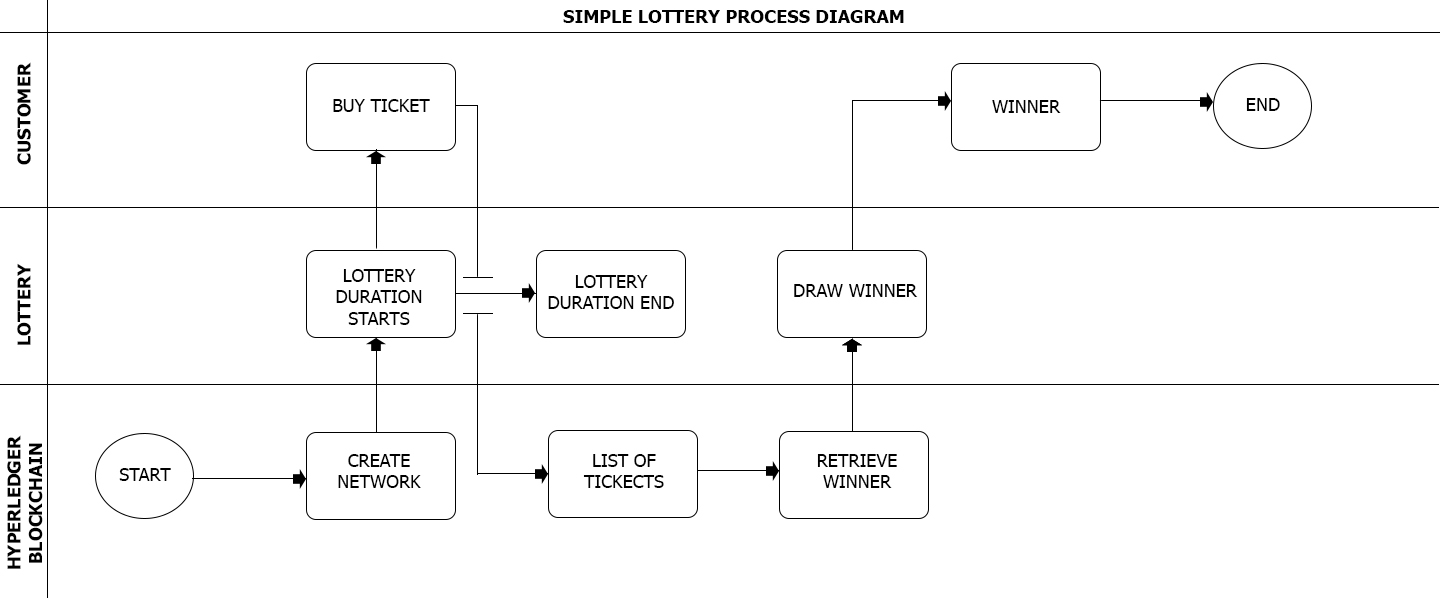 SIMPLE LOTTERY PROCESS DIAGRAM
CUSTOMER
BUY TICKET
WINNER
END
LOTTERY
LOTTERY
DURATION
STARTS
LOTTERY
DURATION END
DRAW WINNER
HYPERLEDGER
BLOCKCHAIN
START
CREATE
NETWORK
LIST OF
TICKECTS
RETRIEVE
WINNER